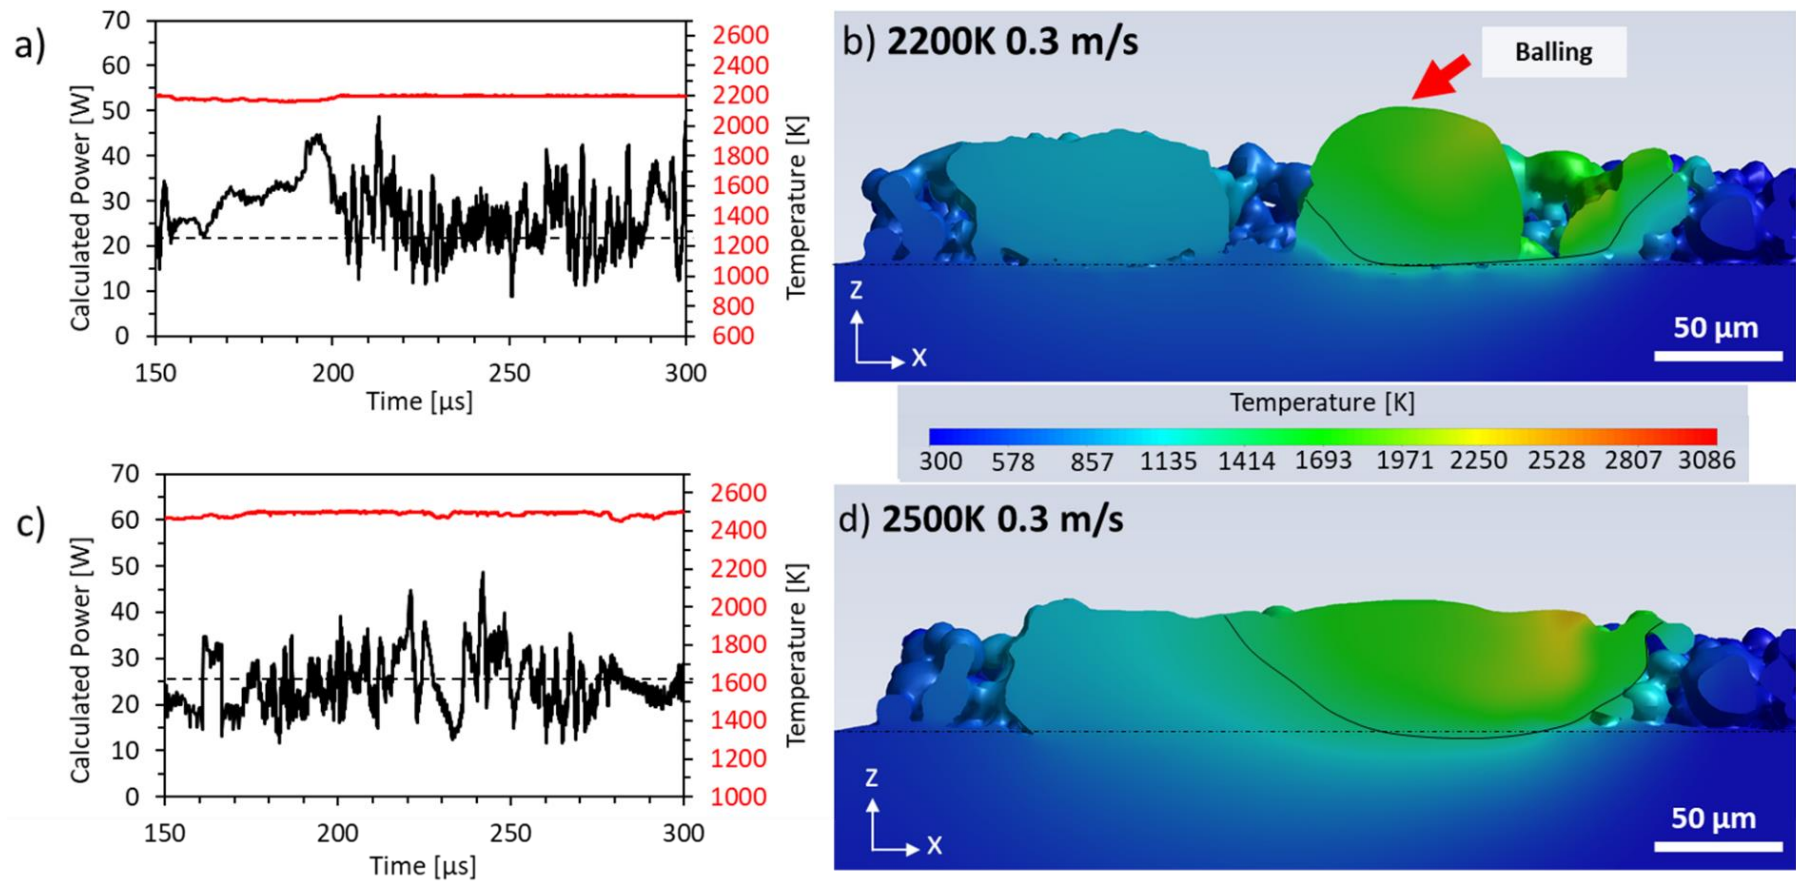 a)
70
60
50
40
30
20
10
0
Calculated Power [W]
2600
2400
2200
2000
1800
1600
1400
1200
1000
800
600
Temperature [K]
150 200 250 300
Time [µs]
b) 2200K 0.3 m/s
Balling
Z
X
50 µm
Temperature [K]
300 578 857 1135 1414 1693 1971 2250 2528 2807 3086
c)
70
60
50
40
30
20
10
0
Calculated Power [W]
2600
2400
2200
2000
1800
1600
1400
1200
1000
Temperature [K]
150 200 250 300
Time [µs]
d) 2500K 0.3 m/s
Z
X
50 µm